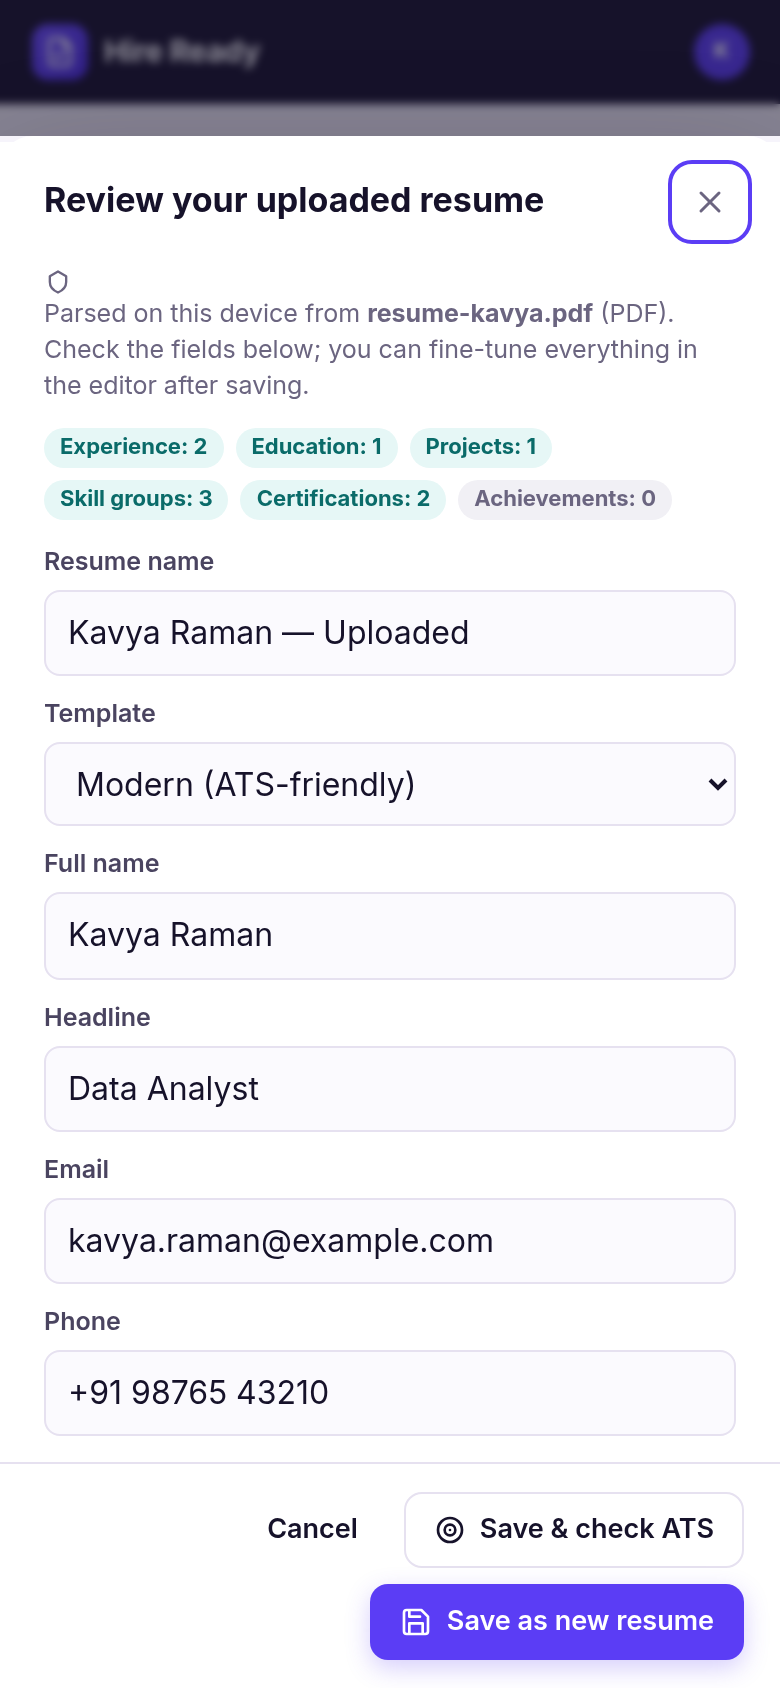 Hire Ready
Review your uploaded resume
Parsed on this device from resume-kavya.pdf (PDF).
Check the fields below; you can fine-tune everything in
the editor after saving.
Experience: 2
Education: 1
Projects: 1
Skill groups: 3
Certifications: 2
Achievements: 0
Resume name
Kavya Raman — Uploaded
Template
Modern (ATS-friendly)
Full name
Kavya Raman
Headline
Data Analyst
Email
kavya.raman@example.com
Phone
+91 98765 43210
Cancel
Save & check ATS
Save as new resume